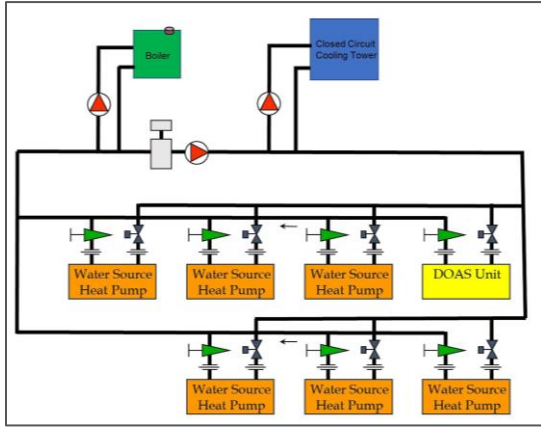 Boiler
Closed Circuit
Cooling Tower
Water Source
Heat Pump
Water Source
Heat Pump
Water Source
Heat Pump
DOAS Unit
Water Source
Heat Pump
Water Source
Heat Pump
Water Source
Heat Pump